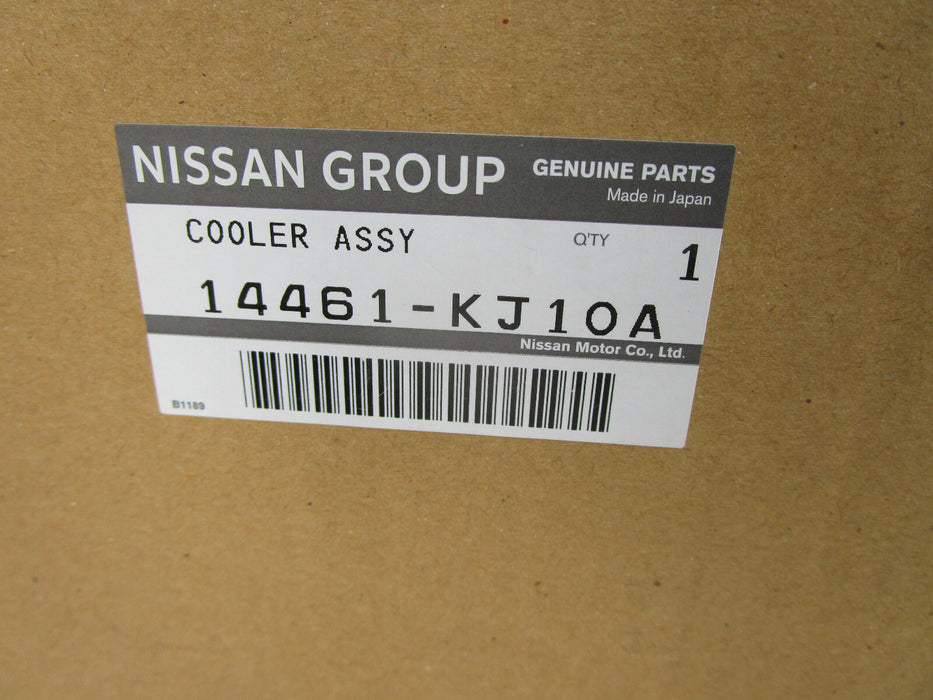 NISSAN GROUP GENUINE PARTS
Made in Japan
COOLER ASSY Q'TY 1
14461-KJ10A
Nissan Motor Co., Ltd.
B1189